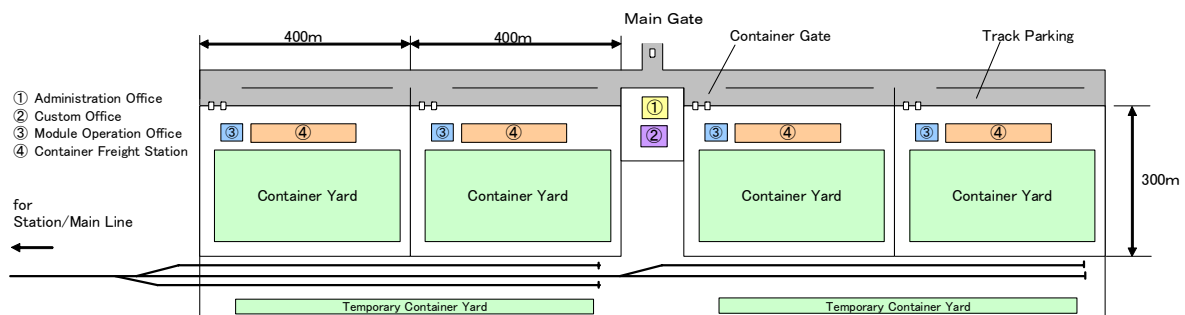 Main Gate
400m
400m
Container Gate
Track Parking
① Administration Office
② Custom Office
③ Module Operation Office
④ Container Freight Station
①
②
③
④
③
④
③
④
③
④
Container Yard
Container Yard
Container Yard
Container Yard
300m
for
Station/Main Line
Temporary Container Yard
Temporary Container Yard